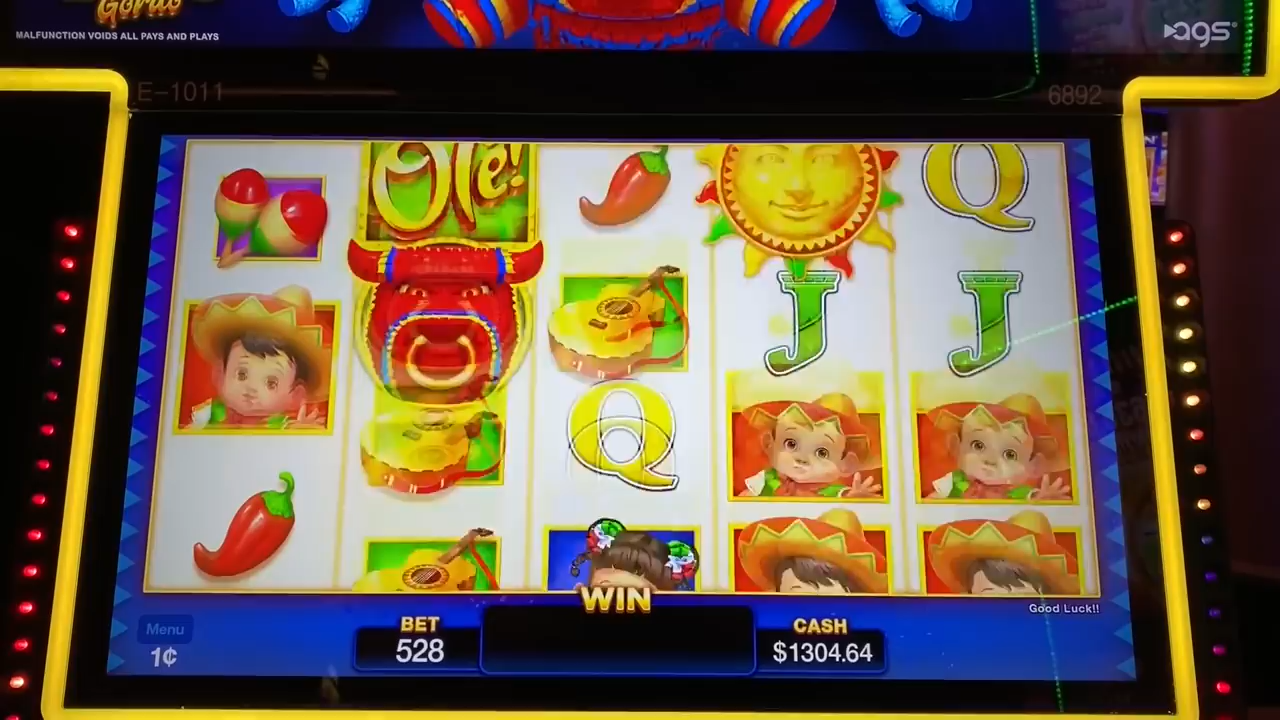 Gordo
MALFUNCTION VOIDS ALL PAYS AND PLAYS
ags
E-1011
6892
Olé!
Q
J
J
Q
WIN
Good Luck!!
Menu
1¢
BET
528
CASH
$1304.64